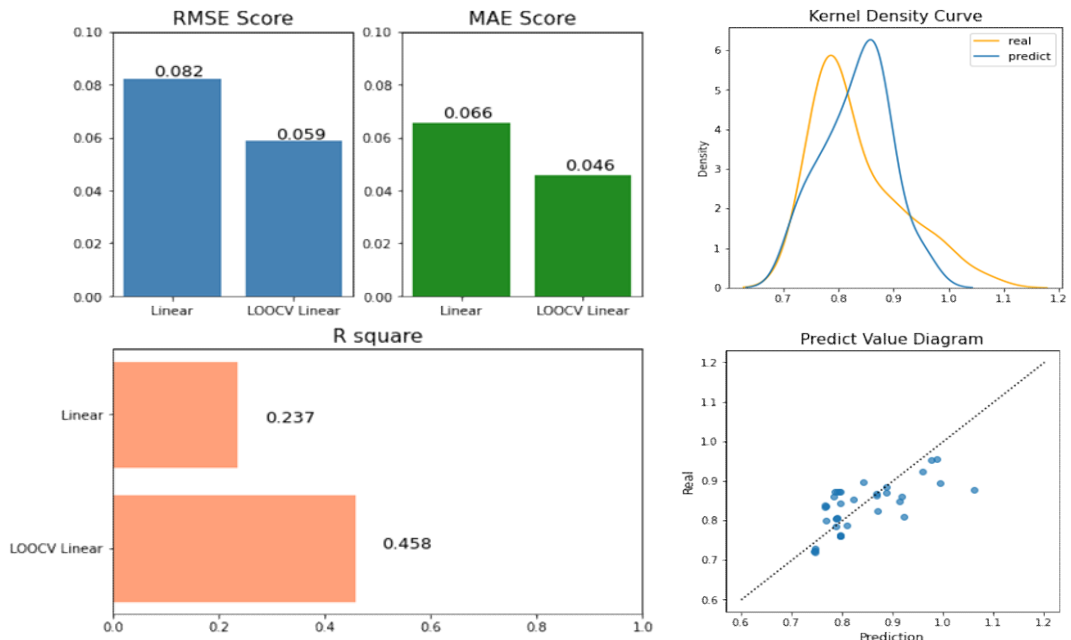 RMSE Score
0.10
0.08
0.06
0.04
0.02
0.00
0.082
0.059
Linear
LOOCV Linear
MAE Score
0.10
0.08
0.06
0.04
0.02
0.00
0.066
0.046
Linear
LOOCV Linear
Kernel Density Curve
real
predict
Density
6
5
4
3
2
1
0
0.7 0.8 0.9 1.0 1.1 1.2
R square
Linear
0.237
LOOCV Linear
0.458
0.0 0.2 0.4 0.6 0.8 1.0
Predict Value Diagram
Real
1.2
1.1
1.0
0.9
0.8
0.7
0.6
0.6 0.7 0.8 0.9 1.0 1.1 1.2
Prediction